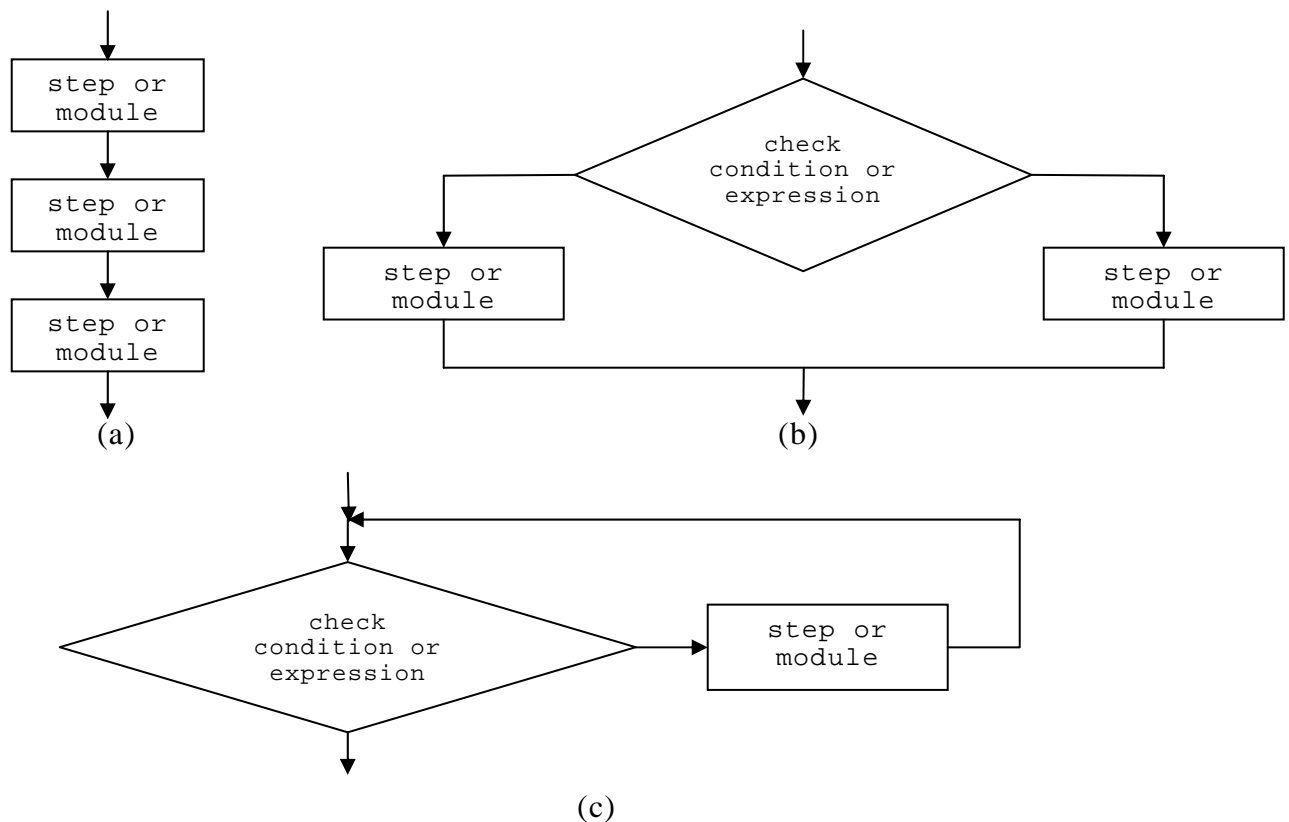 step or
module
step or
module
step or
module
(a)
check
condition or
expression
step or
module
step or
module
(b)
check
condition or
expression
step or
module
(c)